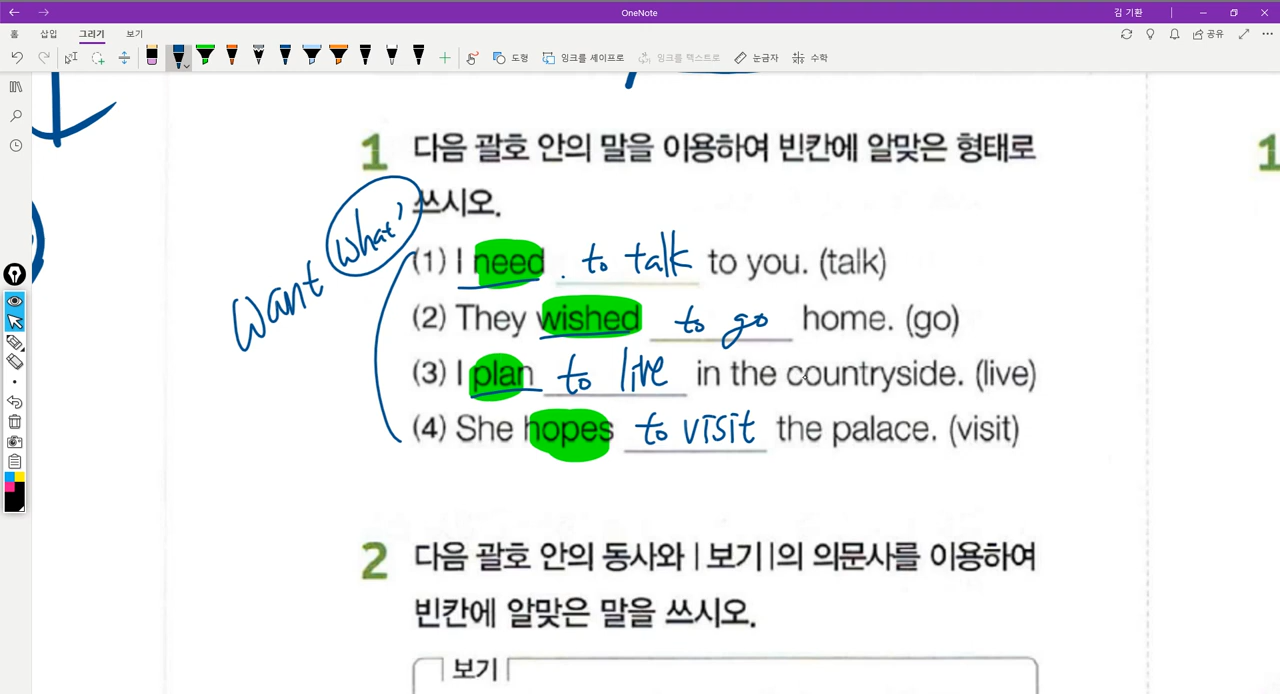 OneNote
김 기환
홈 삽입 그리기 보기
공유
도형 잉크를 셰이프로 잉크를 텍스트로 눈금자 수학
1 다음 괄호 안의 말을 이용하여 빈칸에 알맞은 형태로
쓰시오.
want what
(1) I need to talk to you. (talk)
(2) They wished to go home. (go)
(3) I plan to live in the countryside. (live)
(4) She hopes to visit the palace. (visit)
2 다음 괄호 안의 동사와 |보기|의 의문사를 이용하여
빈칸에 알맞은 말을 쓰시오.
보기
1